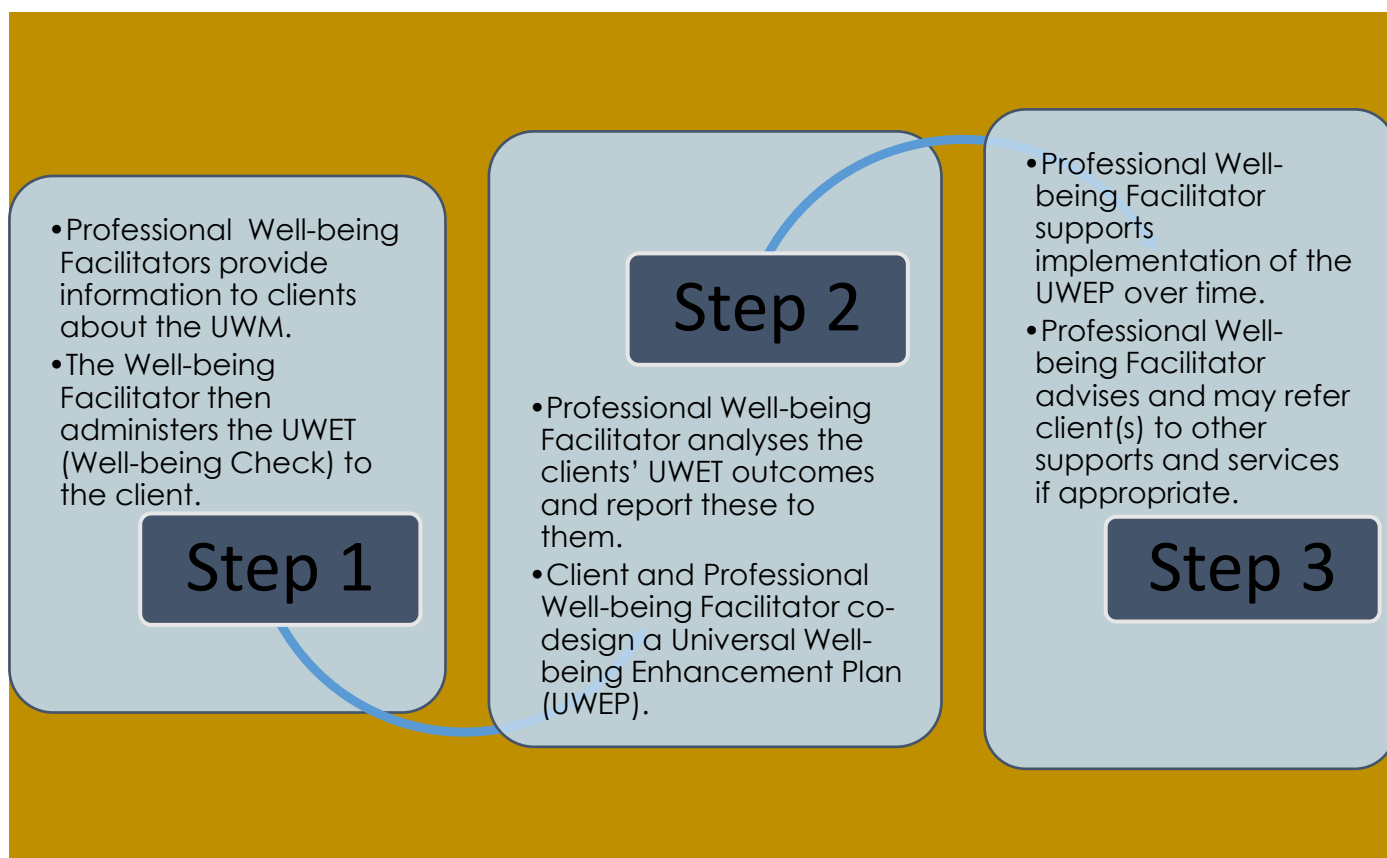 •Professional Well-being
Facilitators provide
information to clients
about the UWM.
•The Well-being
Facilitator then
administers the UWET
(Well-being Check) to
the client.
Step 1
Step 2
•Professional Well-being
Facilitator analyses the
clients’ UWET outcomes
and report these to
them.
•Client and Professional
Well-being Facilitator co-
design a Universal Well-
being Enhancement Plan
(UWEP).
•Professional Well-
being Facilitator
supports
implementation of the
UWEP over time.
•Professional Well-
being Facilitator
advises and may refer
client(s) to other
supports and services
if appropriate.
Step 3